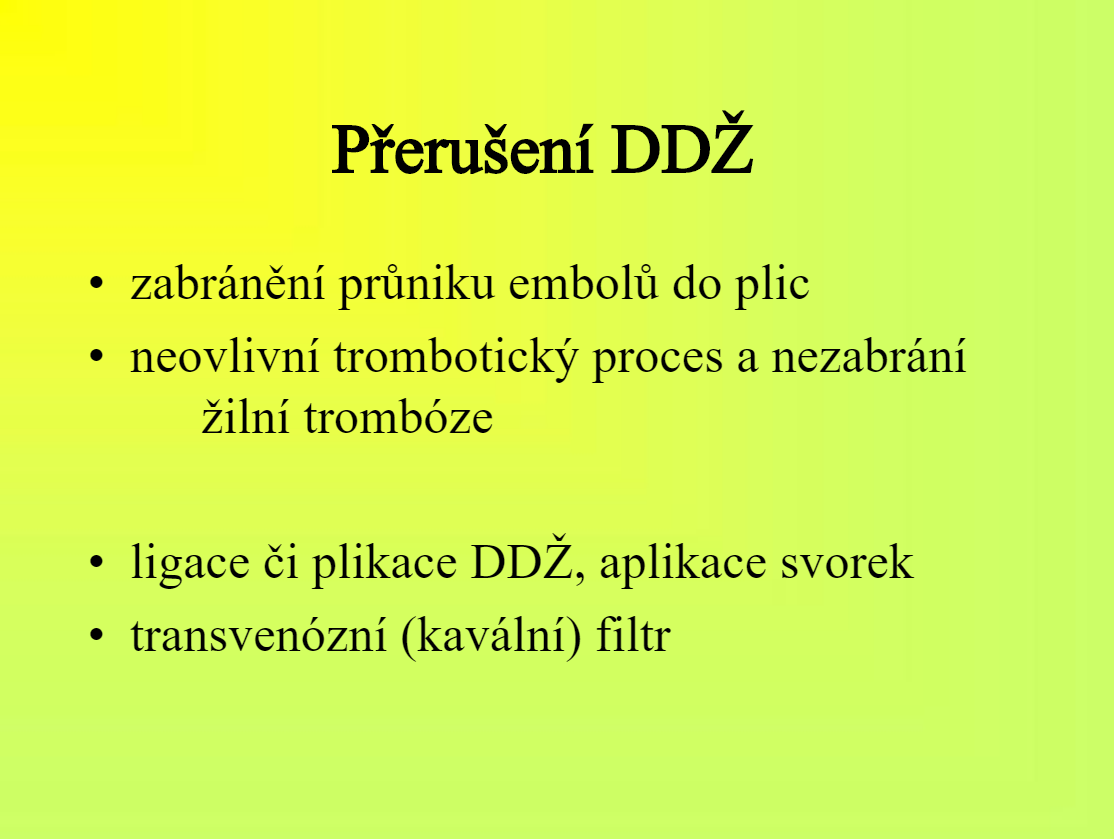 Přerušení DDŽ
• zabránění průniku embolů do plic
• neovlivní trombotický proces a nezabrání
žilní trombóze
• ligace či plikace DDŽ, aplikace svorek
• transvenózní (kavální) filtr